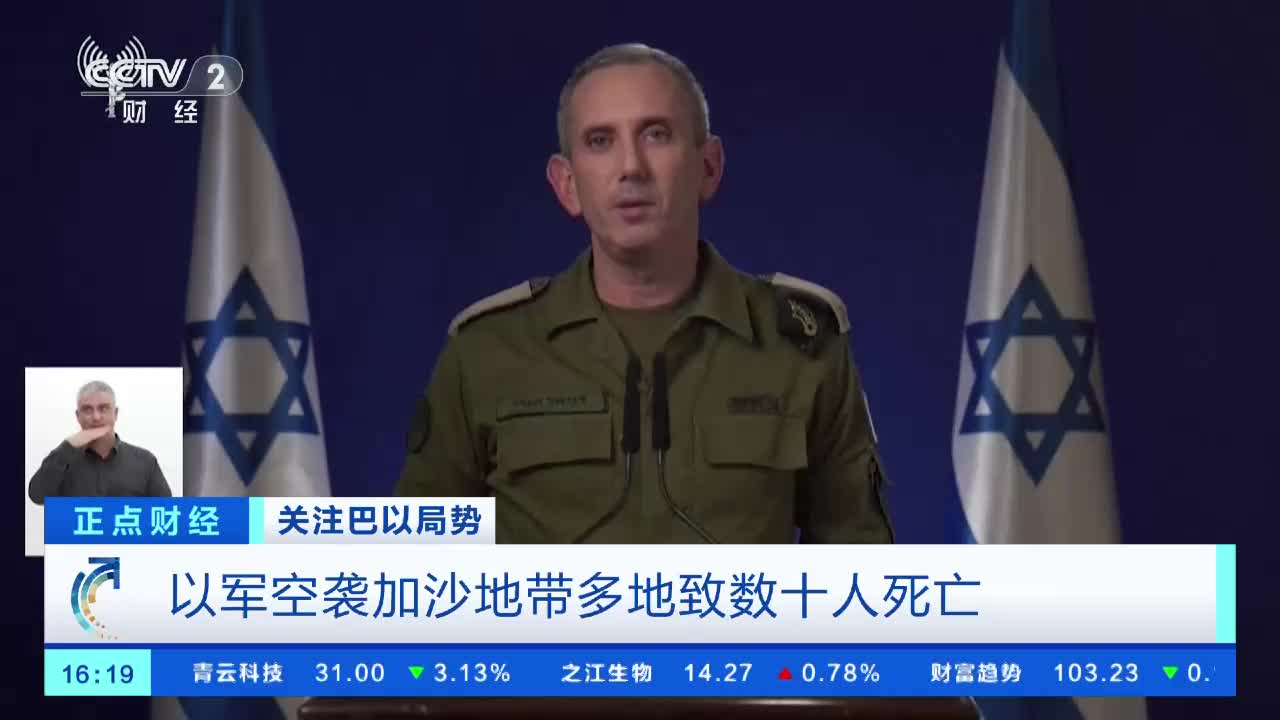 CCTV 2
财 经
正点财经
关注巴以局势
以军空袭加沙地带多地致数十人死亡
16:19 青云科技 31.00 ▼ 3.13% 之江生物 14.27 ▲ 0.78% 财富趋势 103.23 ▼ 0.